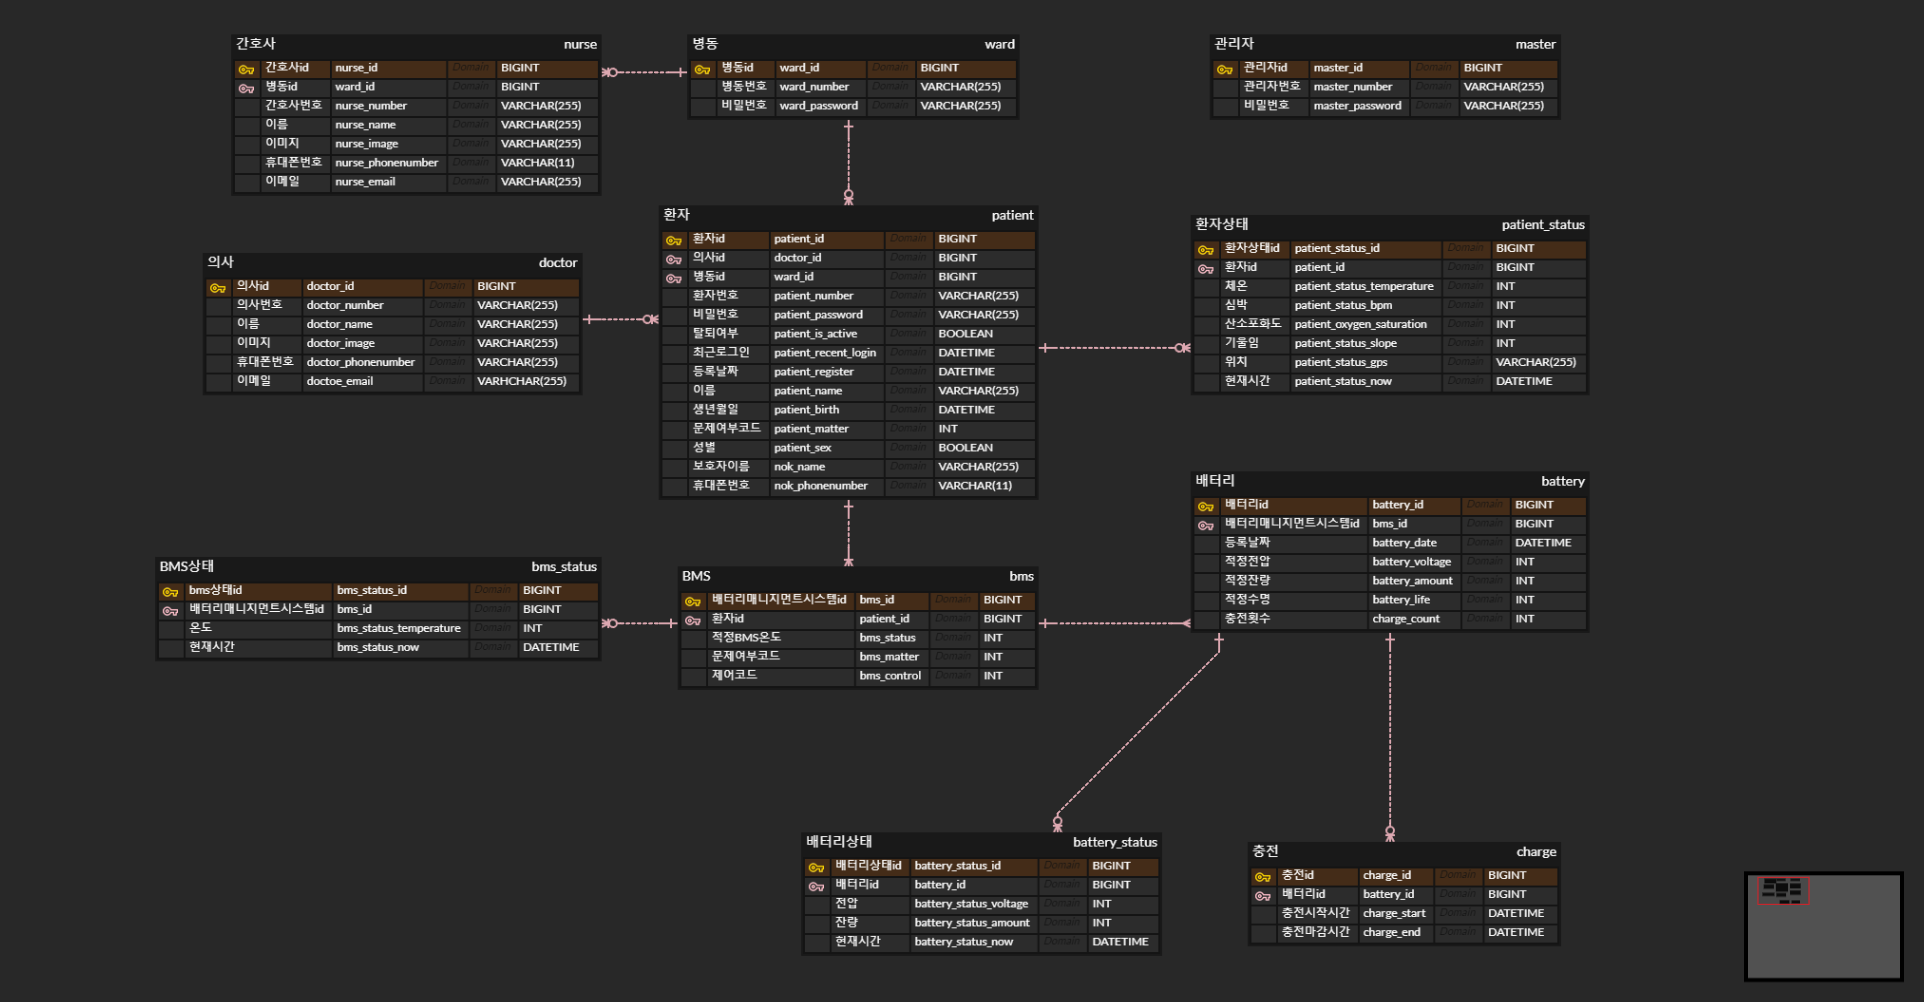 간호사 nurse
간호사id nurse_id Domain BIGINT
병동id ward_id Domain BIGINT
간호사번호 nurse_number Domain VARCHAR(255)
이름 nurse_name Domain VARCHAR(255)
이미지 nurse_image Domain VARCHAR(255)
휴대폰번호 nurse_phonenumber Domain VARCHAR(11)
이메일 nurse_email Domain VARCHAR(255)
병동 ward
병동id ward_id Domain BIGINT
병동번호 ward_number Domain VARCHAR(255)
비밀번호 ward_password Domain VARCHAR(255)
관리자 master
관리자id master_id Domain BIGINT
관리자번호 master_number Domain VARCHAR(255)
비밀번호 master_password Domain VARCHAR(255)
의사 doctor
의사id doctor_id Domain BIGINT
의사번호 doctor_number Domain VARCHAR(255)
이름 doctor_name Domain VARCHAR(255)
이미지 doctor_image Domain VARCHAR(255)
휴대폰번호 doctor_phonenumber Domain VARCHAR(255)
이메일 doctoe_email Domain VARHCHAR(255)
환자 patient
환자id patient_id Domain BIGINT
의사id doctor_id Domain BIGINT
병동id ward_id Domain BIGINT
환자번호 patient_number Domain VARCHAR(255)
비밀번호 patient_password Domain VARCHAR(255)
탈퇴여부 patient_is_active Domain BOOLEAN
최근로그인 patient_recent_login Domain DATETIME
등록날짜 patient_register Domain DATETIME
이름 patient_name Domain VARCHAR(255)
생년월일 patient_birth Domain DATETIME
문제여부코드 patient_matter Domain INT
성별 patient_sex Domain BOOLEAN
보호자이름 nok_name Domain VARCHAR(255)
휴대폰번호 nok_phonenumber Domain VARCHAR(11)
환자상태 patient_status
환자상태id patient_status_id Domain BIGINT
환자id patient_id Domain BIGINT
체온 patient_status_temperature Domain INT
심박 patient_status_bpm Domain INT
산소포화도 patient_oxygen_saturation Domain INT
기울임 patient_status_slope Domain INT
위치 patient_status_gps Domain VARCHAR(255)
현재시간 patient_status_now Domain DATETIME
BMS상태 bms_status
bms상태id bms_status_id Domain BIGINT
배터리매니지먼트시스템id bms_id Domain BIGINT
온도 bms_status_temperature Domain INT
현재시간 bms_status_now Domain DATETIME
BMS bms
배터리매니지먼트시스템id bms_id Domain BIGINT
환자id patient_id Domain BIGINT
적정BMS온도 bms_status Domain INT
문제여부코드 bms_matter Domain INT
제어코드 bms_control Domain INT
배터리 battery
배터리id battery_id Domain BIGINT
배터리매니지먼트시스템id bms_id Domain BIGINT
등록날짜 battery_date Domain DATETIME
적정전압 battery_voltage Domain INT
적정잔량 battery_amount Domain INT
적정수명 battery_life Domain INT
충전횟수 charge_count Domain INT
배터리상태 battery_status
배터리상태id battery_status_id Domain BIGINT
배터리id battery_id Domain BIGINT
전압 battery_status_voltage Domain INT
잔량 battery_status_amount Domain INT
현재시간 battery_status_now Domain DATETIME
충전 charge
충전id charge_id Domain BIGINT
배터리id battery_id Domain BIGINT
충전시작시간 charge_start Domain DATETIME
충전마감시간 charge_end Domain DATETIME